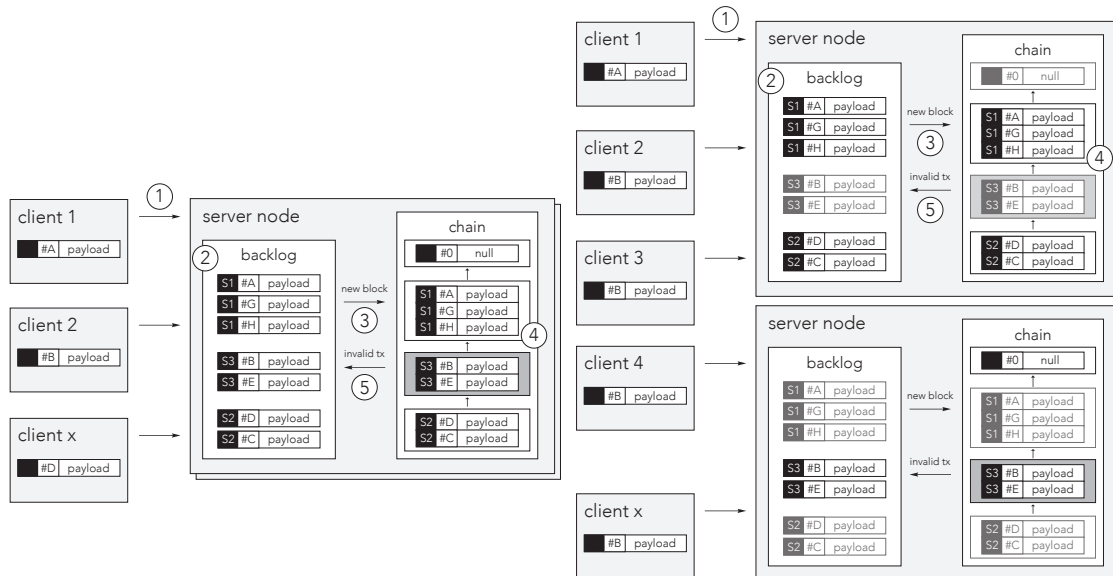 client 1
#A payload
client 2
#B payload
client x
#D payload
1
server node
2
backlog
S1 #A payload
S1 #G payload
S1 #H payload
S3 #B payload
S3 #E payload
S2 #D payload
S2 #C payload
new block
3
invalid tx
5
chain
#0 null
S1 #A payload
S1 #G payload
S1 #H payload
4
S3 #B payload
S3 #E payload
S2 #D payload
S2 #C payload
client 1
#A payload
client 2
#B payload
client 3
#B payload
client 4
#B payload
client x
#B payload
1
server node
2
backlog
S1 #A payload
S1 #G payload
S1 #H payload
S3 #B payload
S3 #E payload
S2 #D payload
S2 #C payload
new block
3
invalid tx
5
chain
#0 null
S1 #A payload
S1 #G payload
S1 #H payload
4
S3 #B payload
S3 #E payload
S2 #D payload
S2 #C payload
server node
backlog
S1 #A payload
S1 #G payload
S1 #H payload
S3 #B payload
S3 #E payload
S2 #D payload
S2 #C payload
new block
invalid tx
chain
#0 null
S1 #A payload
S1 #G payload
S1 #H payload
S3 #B payload
S3 #E payload
S2 #D payload
S2 #C payload